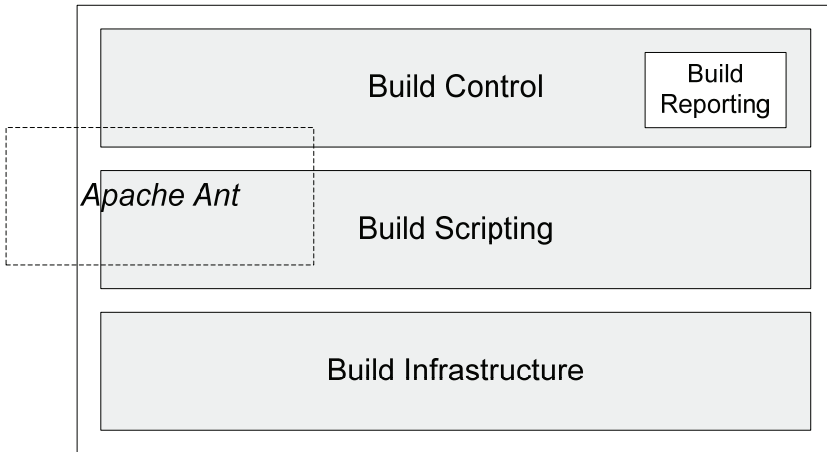 Build Control
Build
Reporting
Apache Ant
Build Scripting
Build Infrastructure